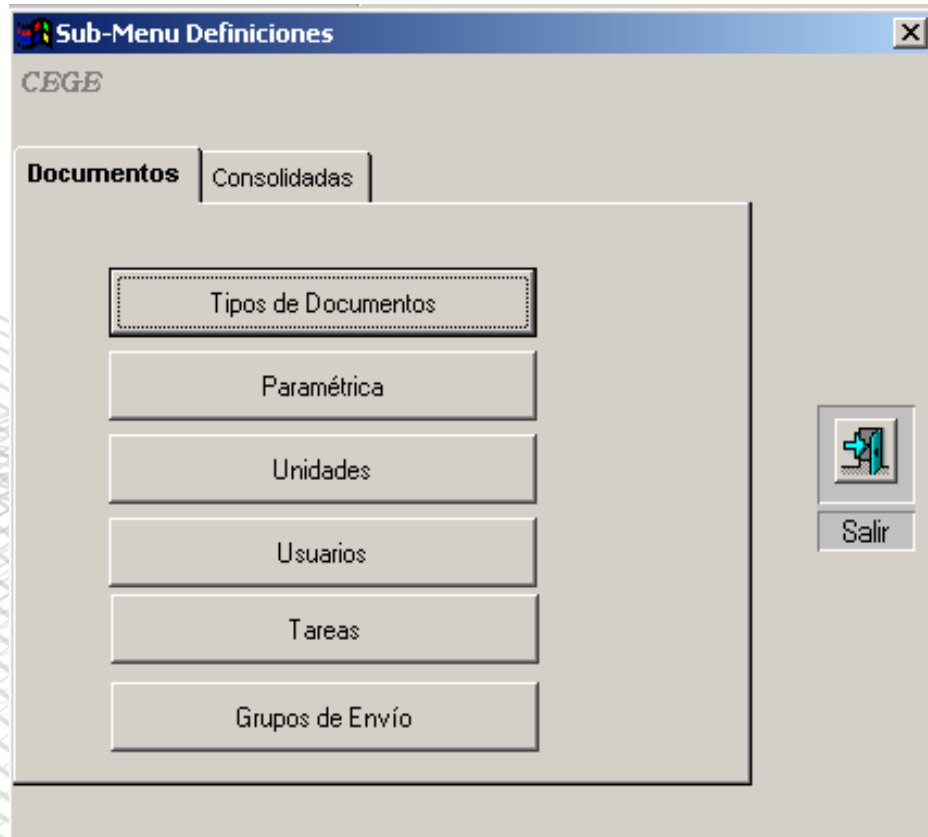 Sub-Menu Definiciones
CEGE
Documentos
Consolidadas
Tipos de Documentos
Paramétrica
Unidades
Usuarios
Tareas
Grupos de Envío
Salir